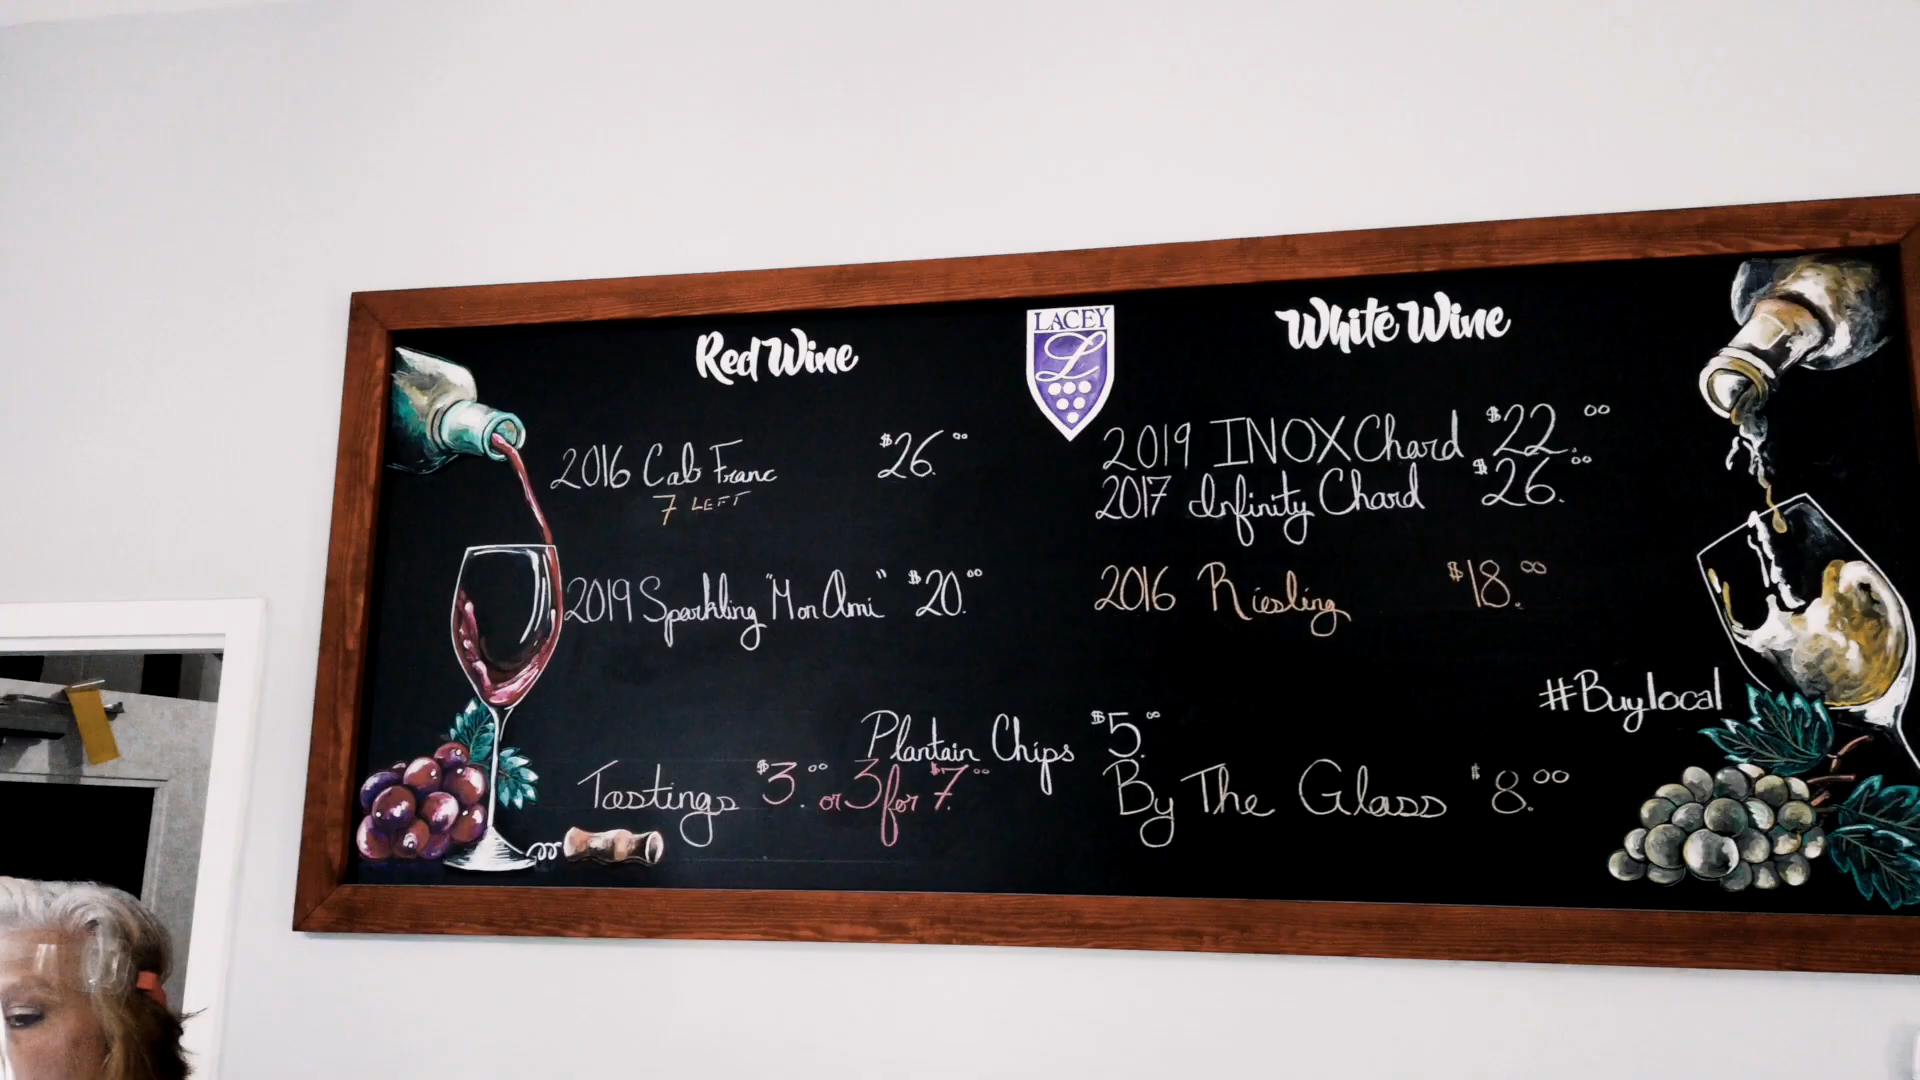 Red Wine
2016 Cab Franc $26.00
7 LEFT
2019 Sparkling "Mon Ami" $20.00
LACEY
L
White Wine
2019 INOX Chard $22.00
2017 Infinity Chard $26.00
2016 Riesling $18.00
#Buylocal
Plantain Chips $5.00
Tastings $3.00 or 3 for $7.00
By The Glass $8.00